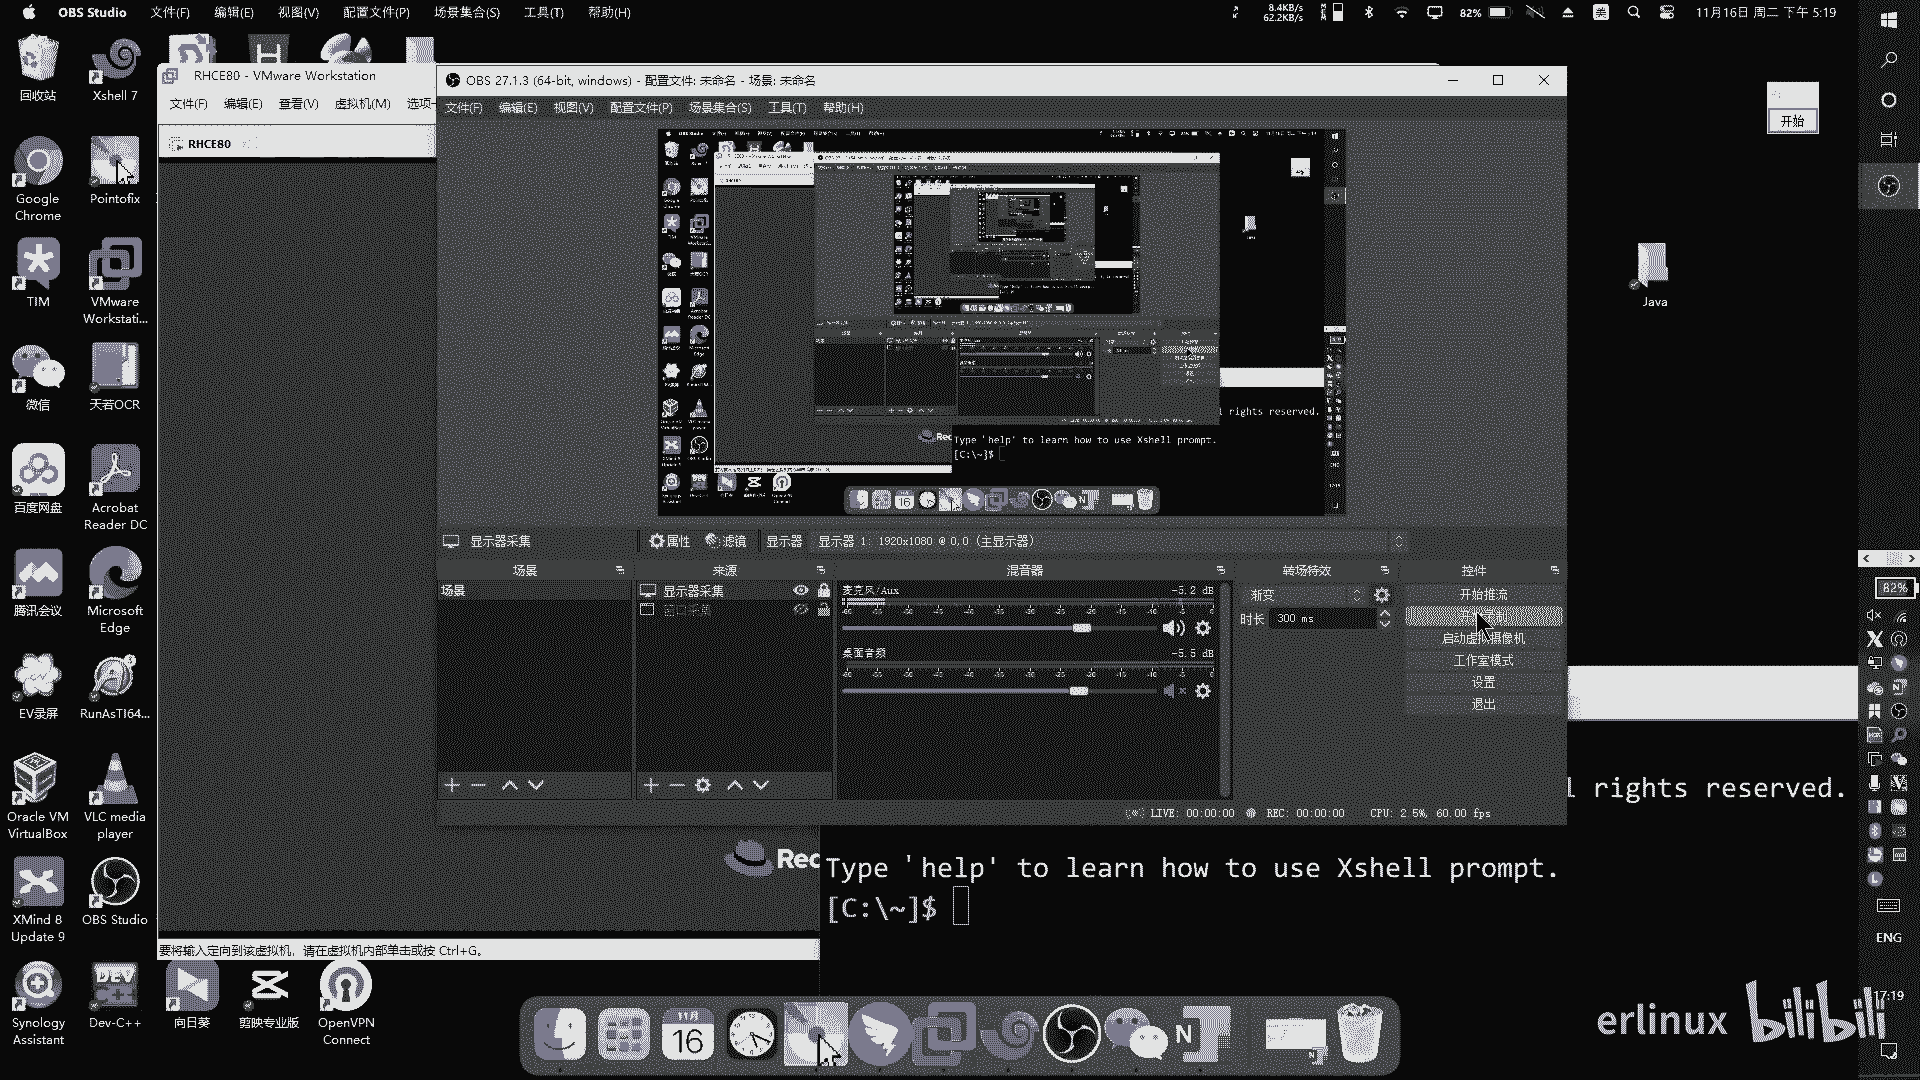 OBS Studio 文件(F) 编辑(E) 视图(V) 配置文件(P) 场景集合(S) 工具(T) 帮助(H)
8.4KB/s
62.2KB/s
82%
美
11月16日 周二 下午 5:19
回收站
Xshell 7
Google Chrome
Pointofix
TIM
VMware Workstati...
微信
天若OCR
百度网盘
Acrobat Reader DC
腾讯会议
Microsoft Edge
EV录屏
RunAsTI64...
Oracle VM VirtualBox
VLC media player
XMind 8 Update 9
OBS Studio
Synology Assistant
Dev-C++
向日葵
剪映专业版
OpenVPN Connect
RHCE80 - VMware Workstation
文件(F) 编辑(E) 查看(V) 虚拟机(M) 选项
RHCE80
要将输入定向到该虚拟机，请在虚拟机内部单击或按 Ctrl+G。
OBS 27.1.3 (64-bit, windows) - 配置文件: 未命名 - 场景: 未命名
文件(F) 编辑(E) 视图(V) 配置文件(P) 场景集合(S) 工具(T) 帮助(H)
l rights reserved.
Type 'help' to learn how to use Xshell prompt.
[C:\~]$
显示器采集 属性 滤镜 显示器 显示器 1: 1920x1080 @ 0,0 (主显示器)
场景 来源 混音器 转场特效 控件
场景
显示器采集
窗口采集
麦克风/Aux -5.2 dB
桌面音频 -5.5 dB
渐变
时长 300 ms
开始推流
启动虚拟摄像机
工作室模式
设置
退出
LIVE: 00:00:00 REC: 00:00:00 CPU: 2.5%, 60.00 fps
开始
Java
l rights reserved.
Type 'help' to learn how to use Xshell prompt.
[C:\~]$
82%
ENG
17:19
DEV
C++
11月
16
N
erlinux bilibili